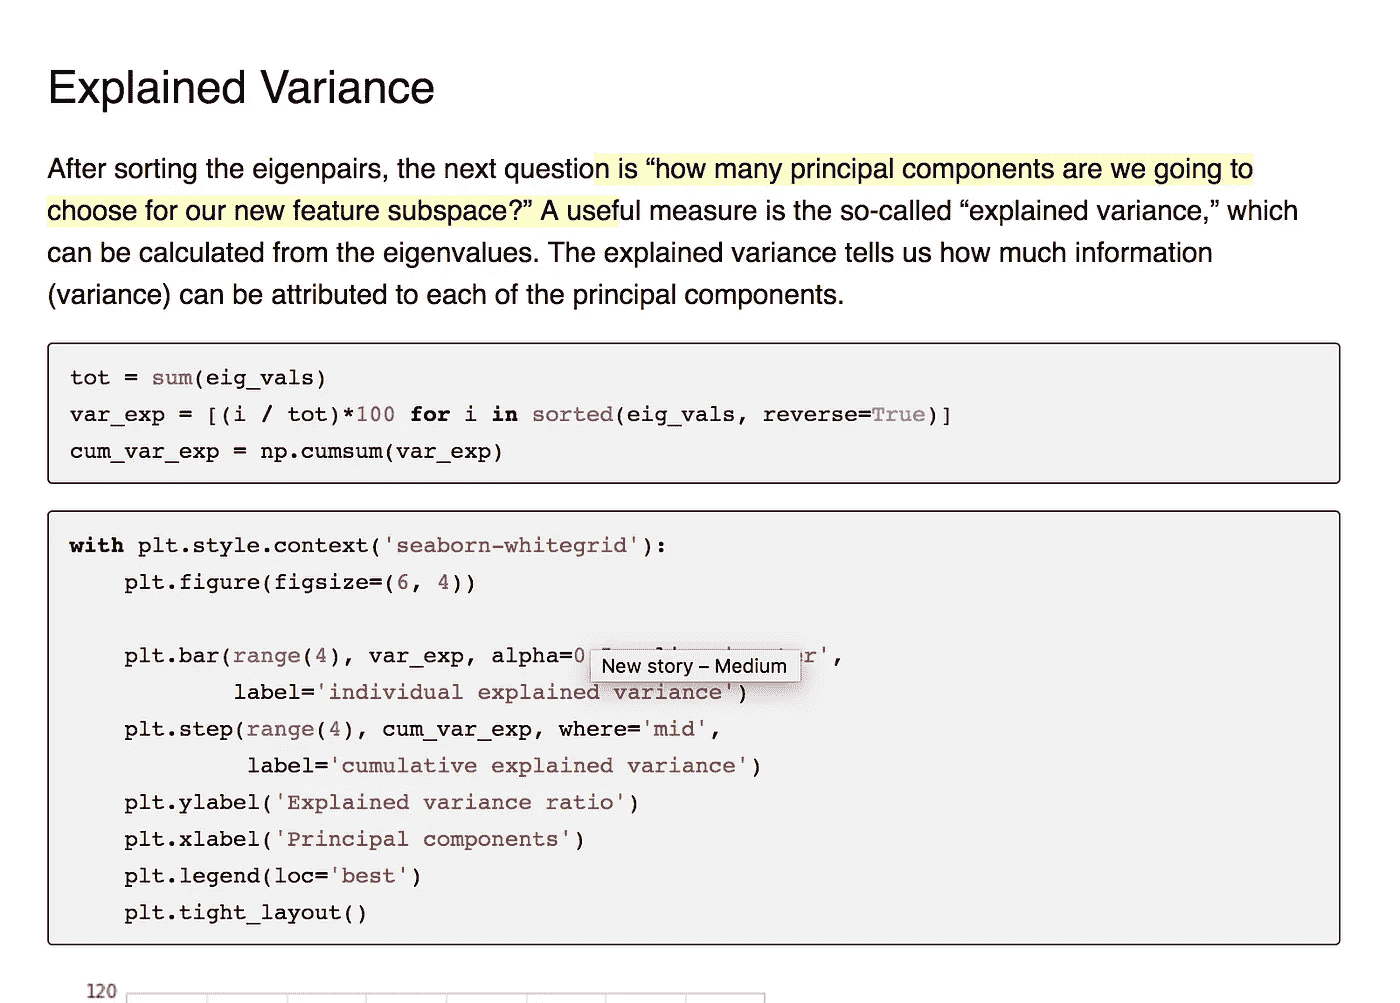 Explained Variance
After sorting the eigenpairs, the next question is “how many principal components are we going to
choose for our new feature subspace?” A useful measure is the so-called “explained variance,” which
can be calculated from the eigenvalues. The explained variance tells us how much information
(variance) can be attributed to each of the principal components.
tot = sum(eig_vals)
var_exp = [(i / tot)*100 for i in sorted(eig_vals, reverse=True)]
cum_var_exp = np.cumsum(var_exp)
with plt.style.context('seaborn-whitegrid'):
    plt.figure(figsize=(6, 4))
    plt.bar(range(4), var_exp, alpha=0
New story – Medium
            label='individual explained variance')
    plt.step(range(4), cum_var_exp, where='mid',
             label='cumulative explained variance')
    plt.ylabel('Explained variance ratio')
    plt.xlabel('Principal components')
    plt.legend(loc='best')
    plt.tight_layout()
120